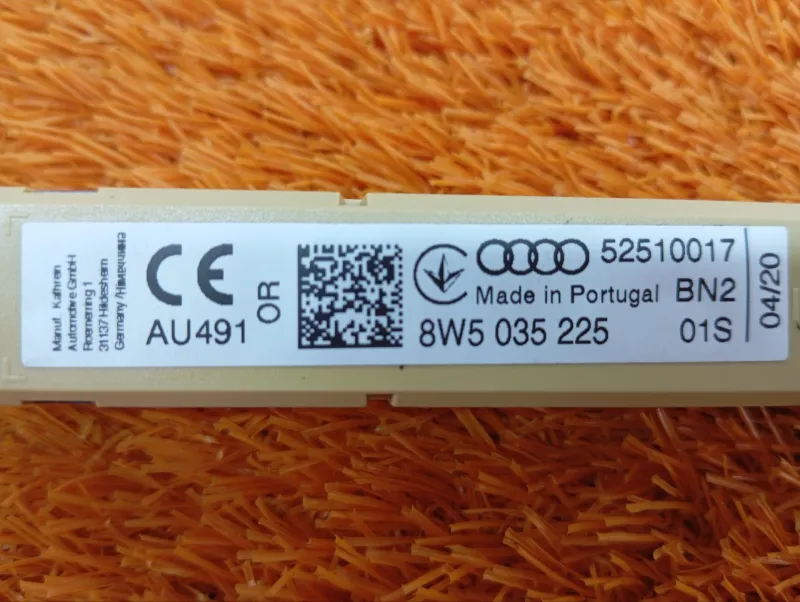 Manuf. Kathrein
Automotive GmbH
Roemerring 1
31137 Hildesheim
Germany /Німеччина
CE
AU491
OR
52510017
Made in Portugal BN2
8W5 035 225 01S
04/20